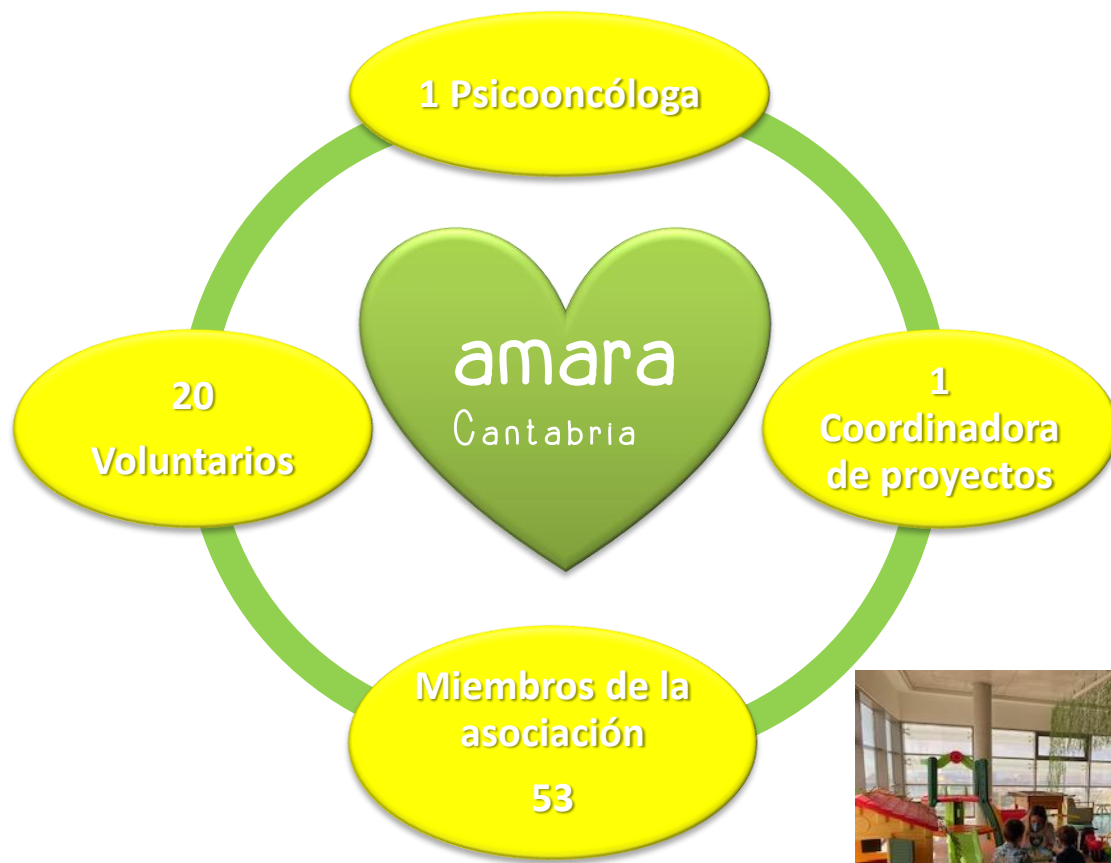 1 Psicooncóloga
amara
Cantabria
20
Voluntarios
1
Coordinadora
de proyectos
Miembros de la
asociación
53